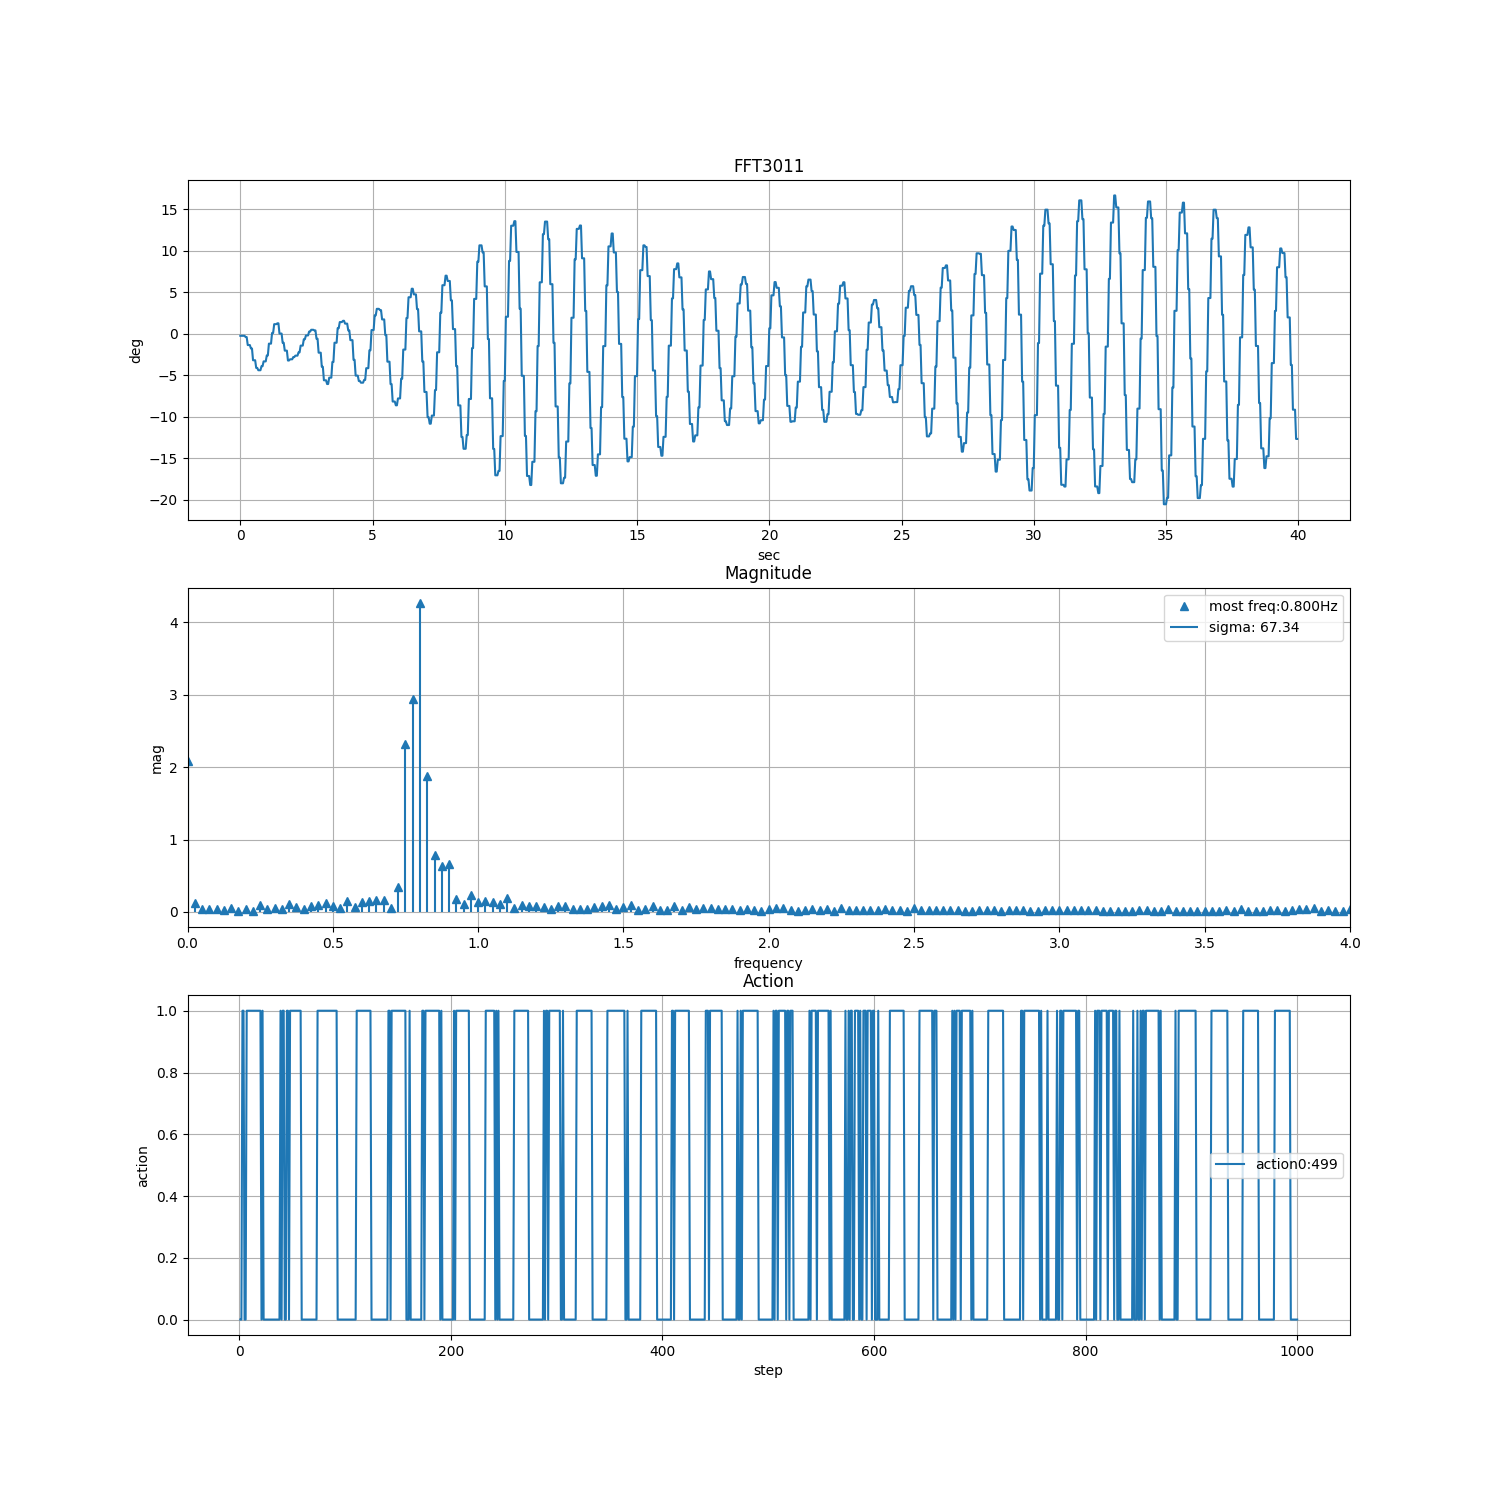 FFT3011
deg
15
10
5
0
−5
−10
−15
−20
0 5 10 15 20 25 30 35 40
sec
Magnitude
mag
4
3
2
1
0
most freq:0.800Hz
sigma: 67.34
0.0 0.5 1.0 1.5 2.0 2.5 3.0 3.5 4.0
frequency
Action
action
1.0
0.8
0.6
0.4
0.2
0.0
action0:499
0 200 400 600 800 1000
step